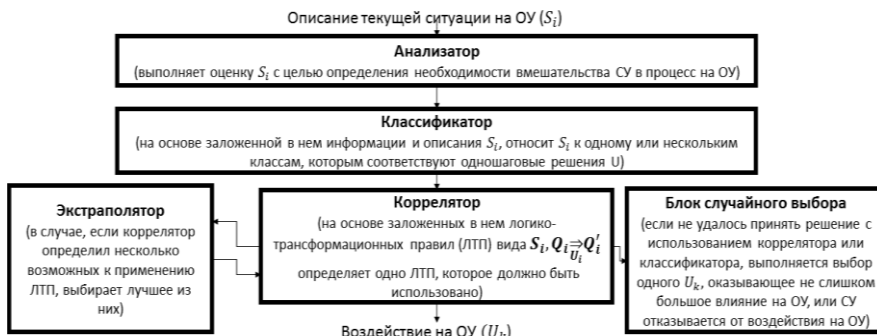 Описание текущей ситуации на ОУ (Sᵢ)
Анализатор
(выполняет оценку Sᵢ с целью определения необходимости вмешательства СУ в процесс на ОУ)
Классификатор
(на основе заложенной в нем информации и описания Sᵢ, относит Sᵢ к одному или нескольким
классам, которым соответствуют одношаговые решения U)
Экстраполятор
(в случае, если коррелятор
определил несколько
возможных к применению
ЛТП, выбирает лучшее из
них)
Коррелятор
(на основе заложенных в нем логико-
трансформационных правил (ЛТП) вида Sᵢ, Qᵢ ⇒ Qᵢ′
Uᵢ
определяет одно ЛТП, которое должно быть
использовано)
Блок случайного выбора
(если не удалось принять решение с
использованием коррелятора или
классификатора, выполняется выбор
одного Uₖ, оказывающее не слишком
большое влияние на ОУ, или СУ
отказывается от воздействия на ОУ)
Воздействие на ОУ (Uₖ)